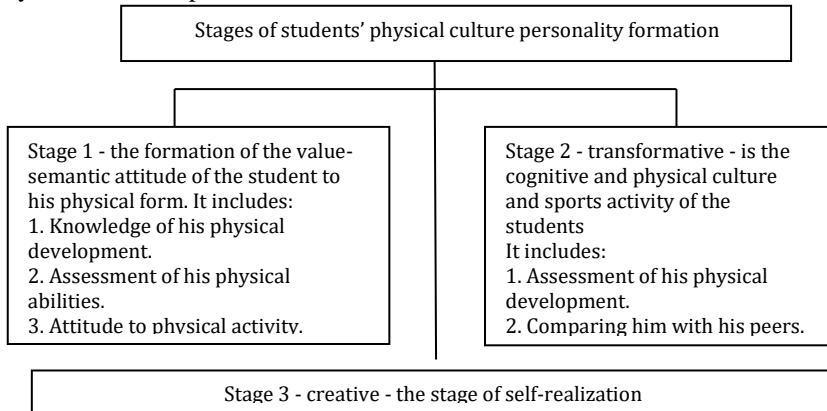 Stages of students’ physical culture personality formation
Stage 1 - the formation of the value-
semantic attitude of the student to
his physical form. It includes:
1. Knowledge of his physical
development.
2. Assessment of his physical
abilities.
3. Attitude to physical activity.
Stage 2 - transformative - is the
cognitive and physical culture
and sports activity of the
students
It includes:
1. Assessment of his physical
development.
2. Comparing him with his peers.
Stage 3 - creative - the stage of self-realization